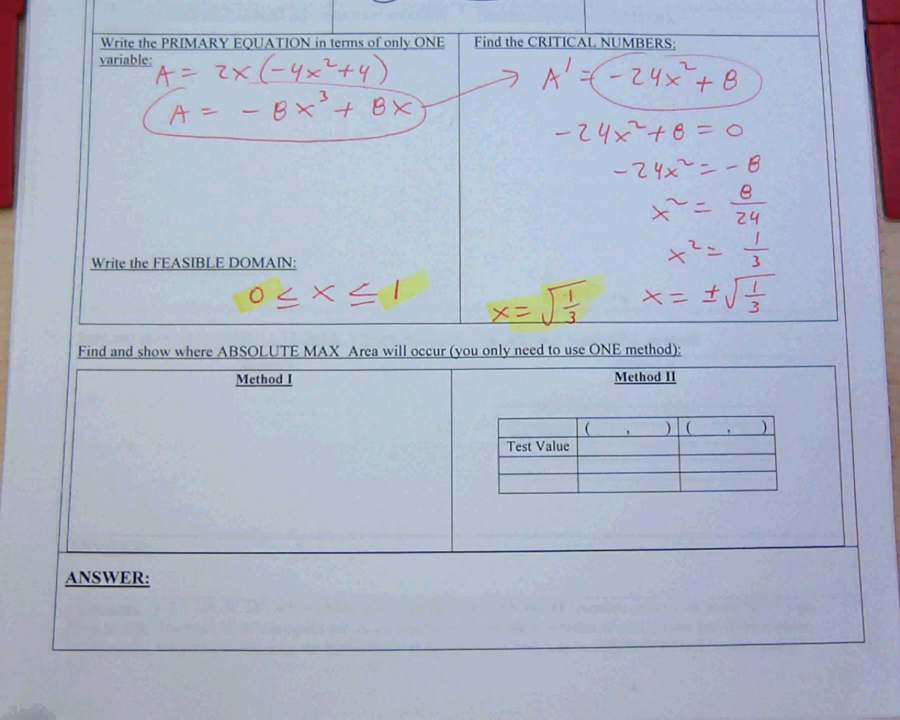 Write the PRIMARY EQUATION in terms of only ONE
variable:
A = 2x(-4x²+4)
A = -8x³ + 8x
Write the FEASIBLE DOMAIN:
0 ≤ x ≤ 1
Find the CRITICAL NUMBERS:
A' = -24x² + 8
-24x² + 8 = 0
-24x² = -8
x² = 8/24
x² = 1/3
x = ±√(1/3)
x = √(1/3)
Find and show where ABSOLUTE MAX Area will occur (you only need to use ONE method):
Method I
Method II
( , ) ( , )
Test Value
ANSWER: